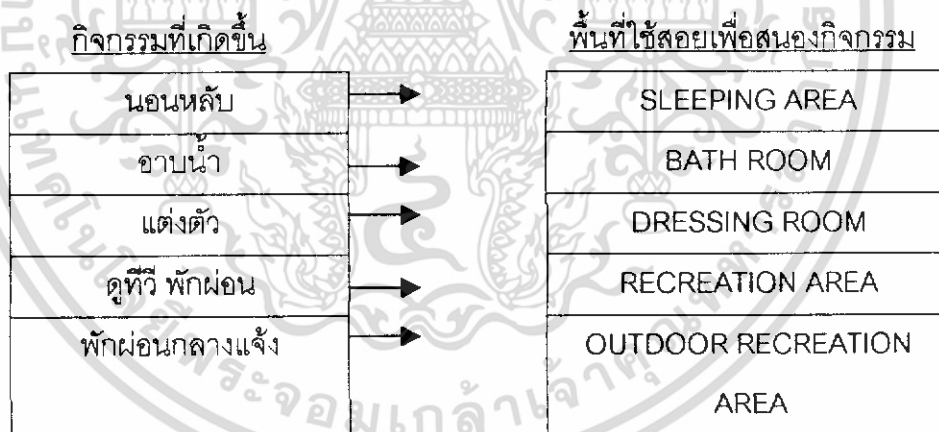 กิจกรรมที่เกิดขึ้น พื้นที่ใช้สอยเพื่อสนองกิจกรรม
นอนหลับ SLEEPING AREA
อาบน้ำ BATH ROOM
แต่งตัว DRESSING ROOM
ดูทีวี พักผ่อน RECREATION AREA
พักผ่อนกลางแจ้ง OUTDOOR RECREATION
AREA